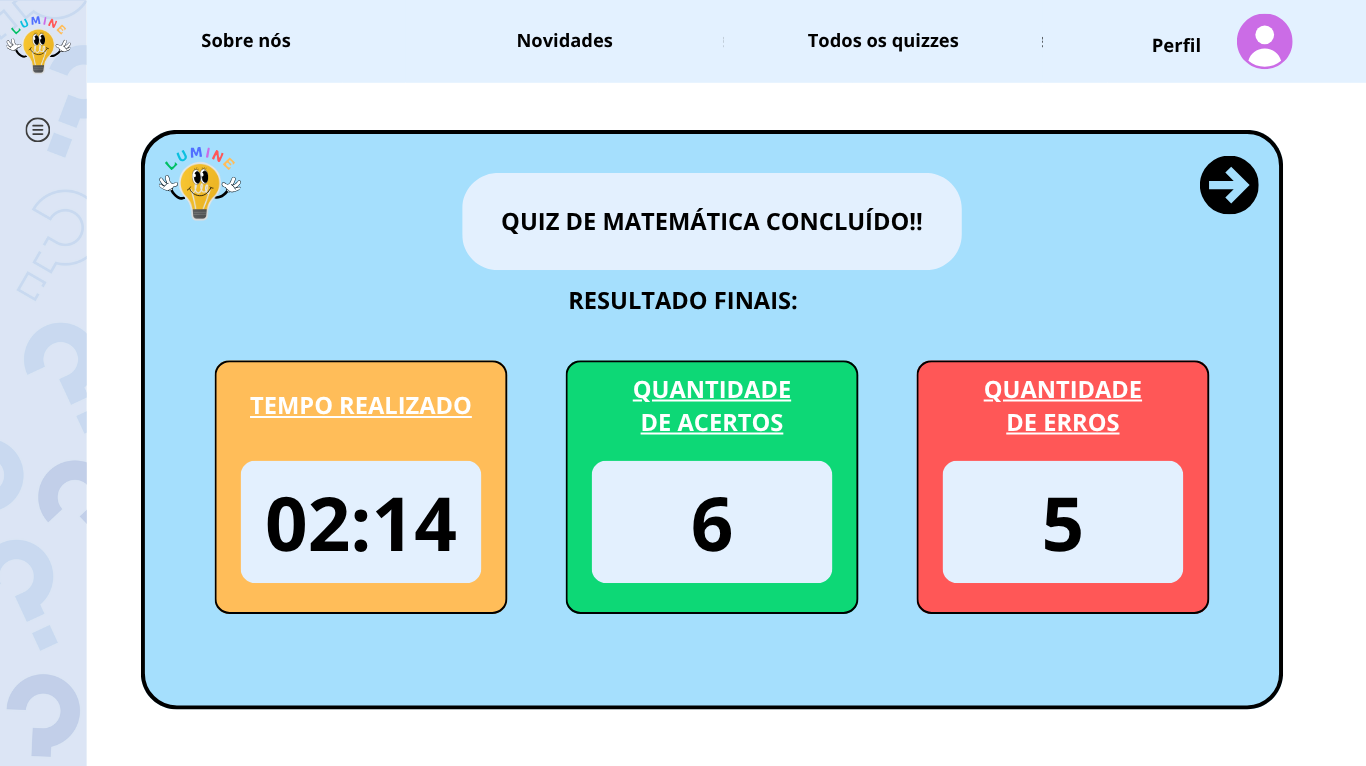 LUMINE
Sobre nós
Novidades
Todos os quizzes
Perfil
LUMINE
QUIZ DE MATEMÁTICA CONCLUÍDO!!
RESULTADO FINAIS:
TEMPO REALIZADO
02:14
QUANTIDADE
DE ACERTOS
6
QUANTIDADE
DE ERROS
5